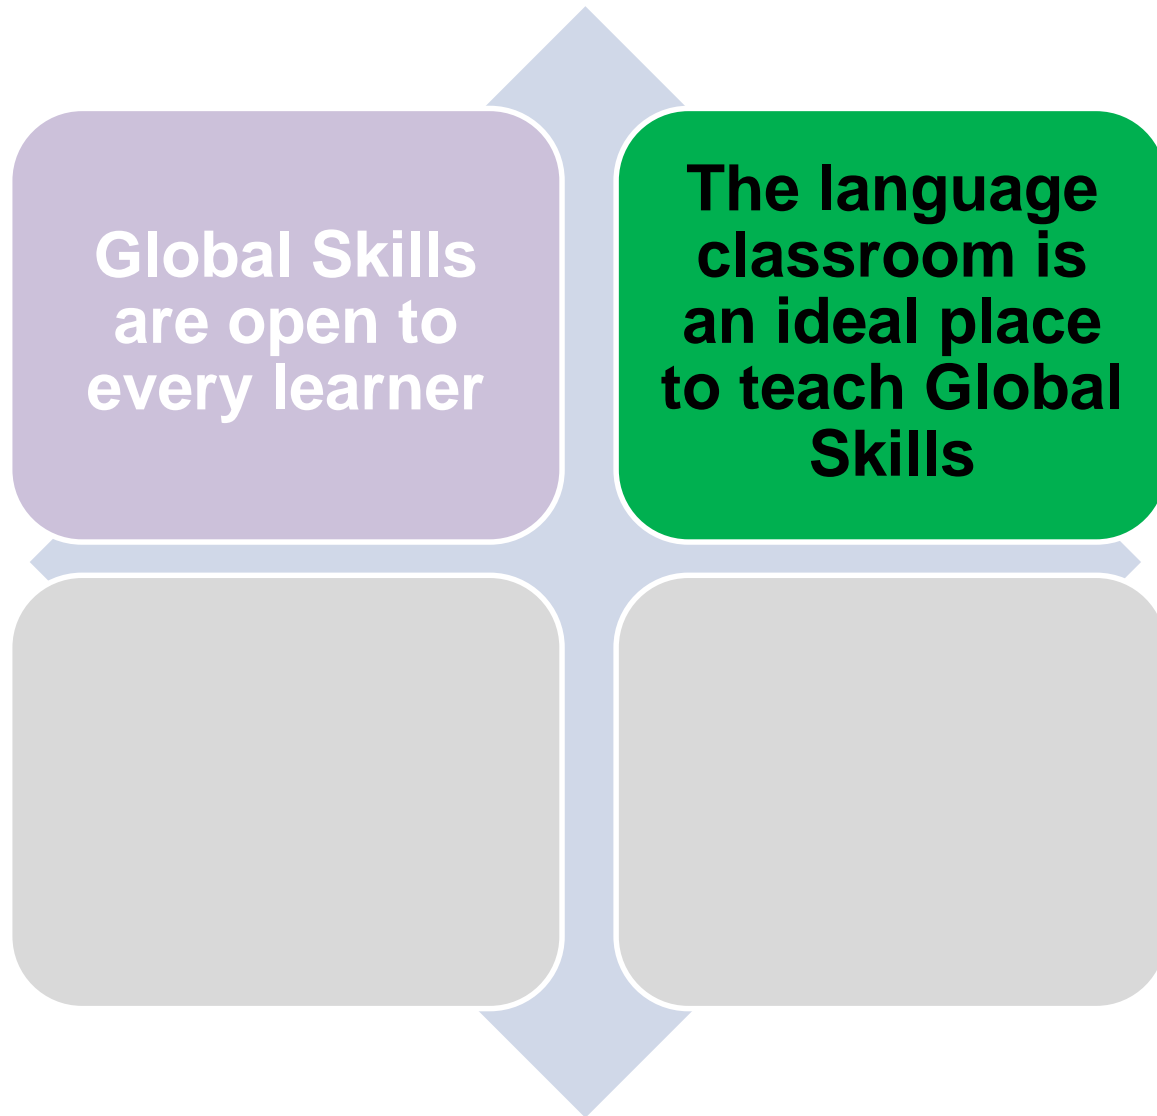 Global Skills
are open to
every learner
The language
classroom is
an ideal place
to teach Global
Skills